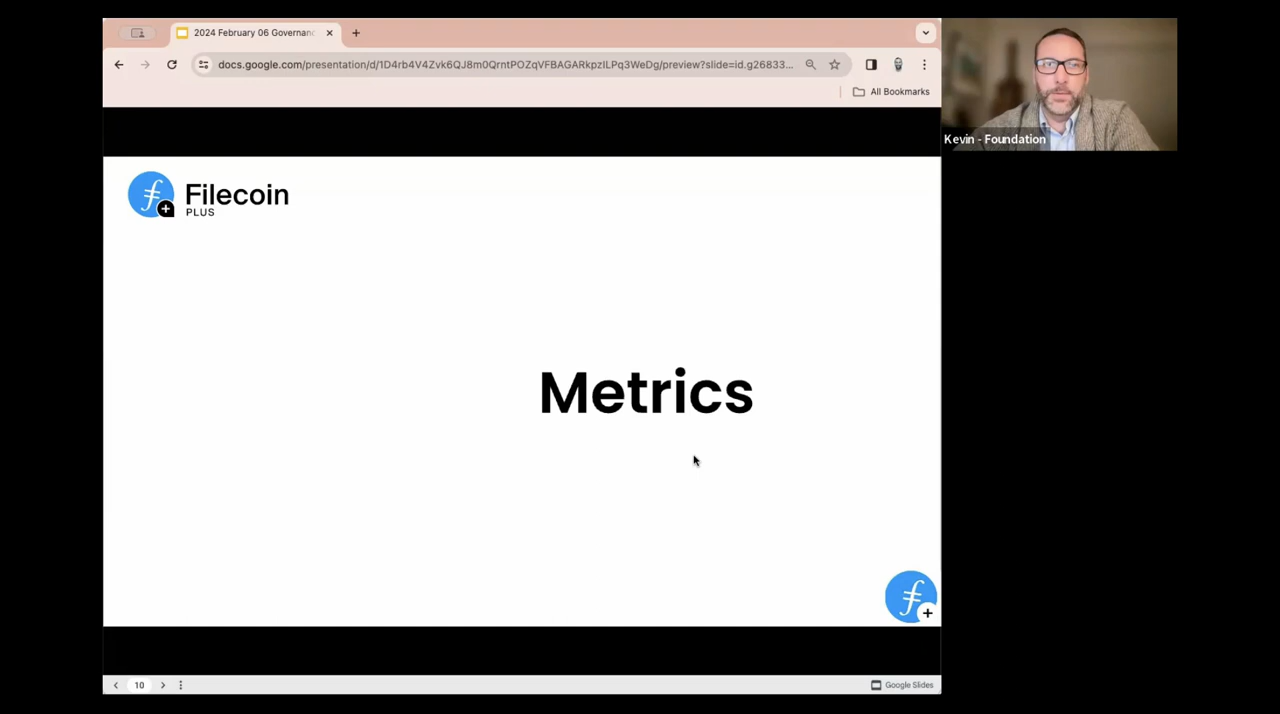 2024 February 06 Governanc
docs.google.com/presentation/d/1D4rb4V4Zvk6QJ8m0QrntPOZqVFBAGARkpzILPq3WeDg/preview?slide=id.g26833...
All Bookmarks
Kevin - Foundation
Filecoin
PLUS
Metrics
10
Google Slides